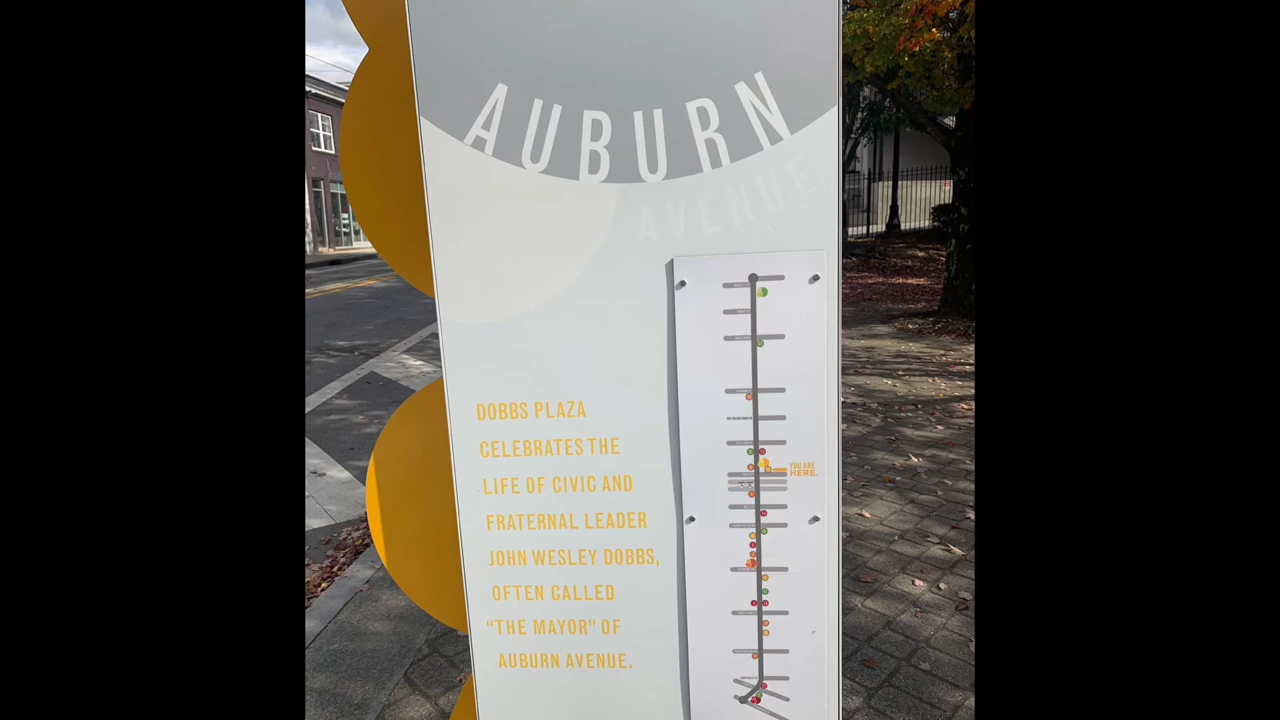 AUBURN
AVENUE
DOBBS PLAZA
CELEBRATES THE
LIFE OF CIVIC AND
FRATERNAL LEADER
JOHN WESLEY DOBBS,
OFTEN CALLED
“THE MAYOR” OF
AUBURN AVENUE.
YOU ARE
HERE.